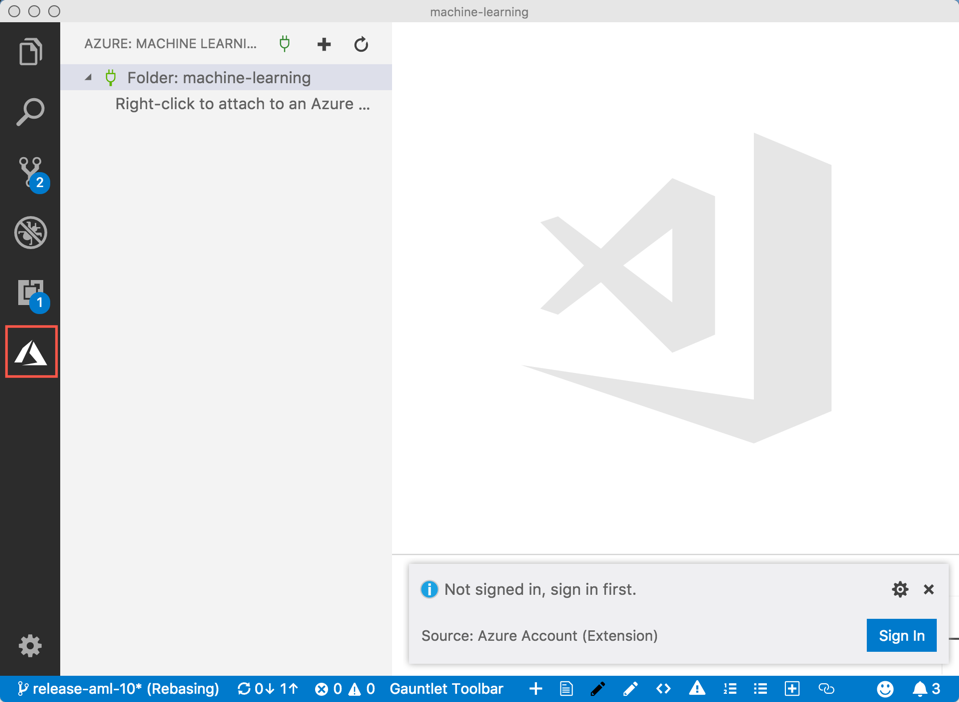 machine-learning
AZURE: MACHINE LEARNI...
Folder: machine-learning
Right-click to attach to an Azure ...
2
1
Not signed in, sign in first.
Source: Azure Account (Extension)
Sign In
release-aml-10* (Rebasing) 0↓ 1↑ 0 0 Gauntlet Toolbar 3